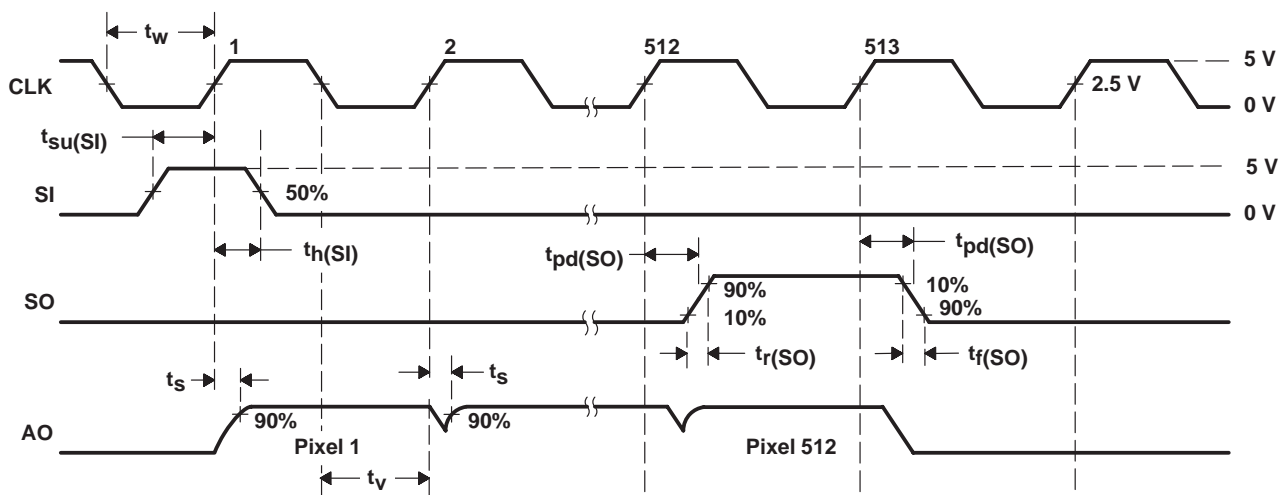 tw
1
2
512
513
5 V
CLK
2.5 V
0 V
tsu(SI)
5 V
SI
50%
0 V
th(SI)
tpd(SO)
tpd(SO)
SO
90%
10%
10%
90%
tr(SO)
tf(SO)
ts
ts
AO
90%
90%
Pixel 1
Pixel 512
tv